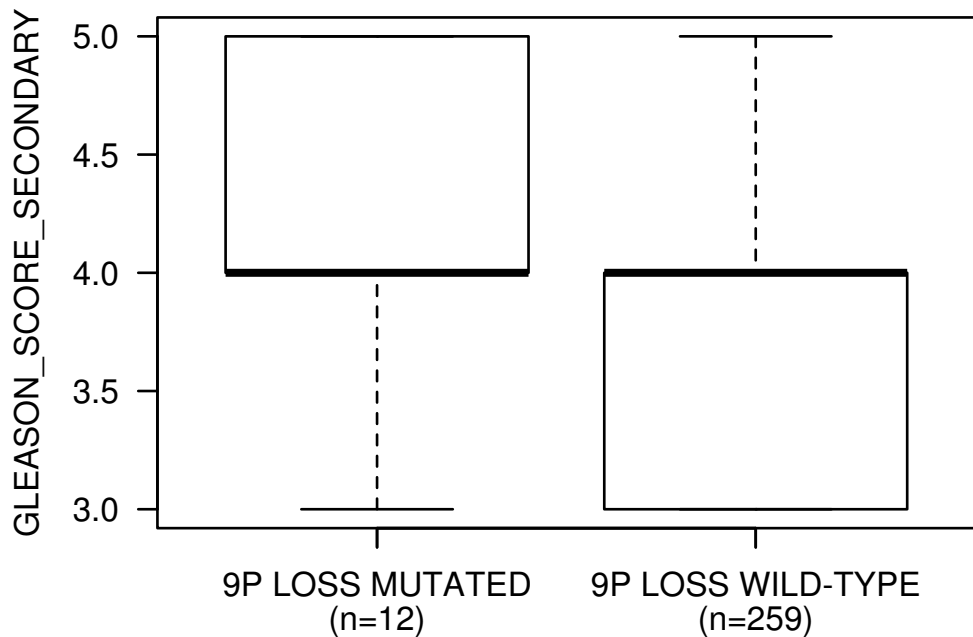 GLEASON_SCORE_SECONDARY
5.0
4.5
4.0
3.5
3.0
9P LOSS MUTATED
(n=12)
9P LOSS WILD-TYPE
(n=259)